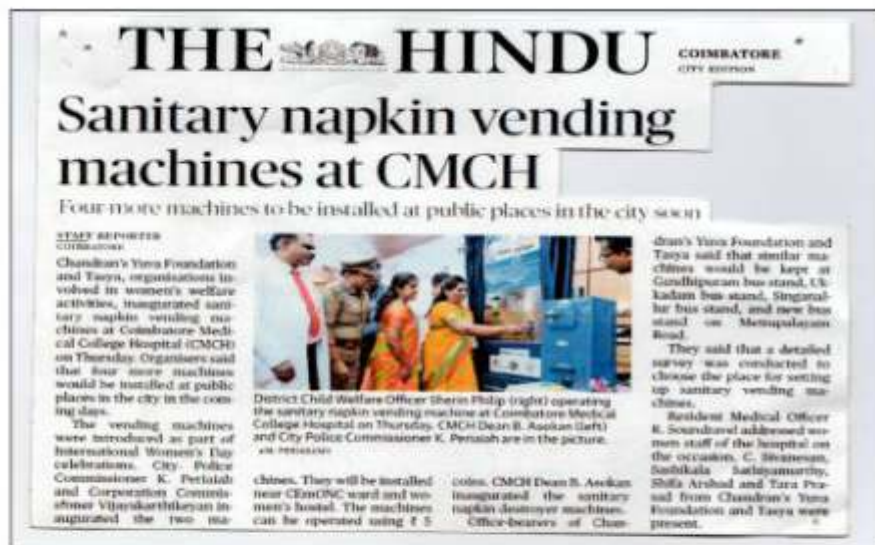 THE HINDU
COIMBATORE
CITY EDITION
Sanitary napkin vending
machines at CMCH
Four more machines to be installed at public places in the city soon
STAFF REPORTER
COIMBATORE
Chandran's Yuva Foundation
and Tasya, organisations in-
volved in women's welfare
activities, inaugurated sani-
tary napkin vending ma-
chines at Coimbatore Medi-
cal College Hospital (CMCH)
on Thursday. Organisers said
that four more machines
would be installed at public
places in the city in the com-
ing days.
The vending machines
were introduced as part of
International Women's Day
celebrations. City Police
Commissioner K. Periaiah
and Corporation Commis-
sioner Vijayakarthikeyan in-
augurated the two ma-
District Child Welfare Officer Sherin Philip (right) operating
the sanitary napkin vending machine at Coimbatore Medical
College Hospital on Thursday. CMCH Dean B. Asokan (left)
and City Police Commissioner K. Periaiah are in the picture.
chines. They will be installed
near CEmONC ward and wo-
men's hostel. The machines
can be operated using ₹ 5
coins. CMCH Dean B. Asokan
inaugurated the sanitary
napkin destroyer machines.
Office-bearers of Chan-
dran's Yuva Foundation and
Tasya said that similar ma-
chines would be kept at
Gandhipuram bus stand, Uk-
kadam bus stand, Singanal-
lur bus stand, and new bus
stand on Mettupalayam
Road.
They said that a detailed
survey was conducted to
choose the place for setting
up sanitary vending ma-
chines.
Resident Medical Officer
R. Soundravel addressed wo-
men staff of the hospital on
the occasion. C. Sivanesan,
Sashikala Sathyamurthy,
Shifa Arshad and Tara Pra-
sad from Chandran's Yuva
Foundation and Tasya were
present.